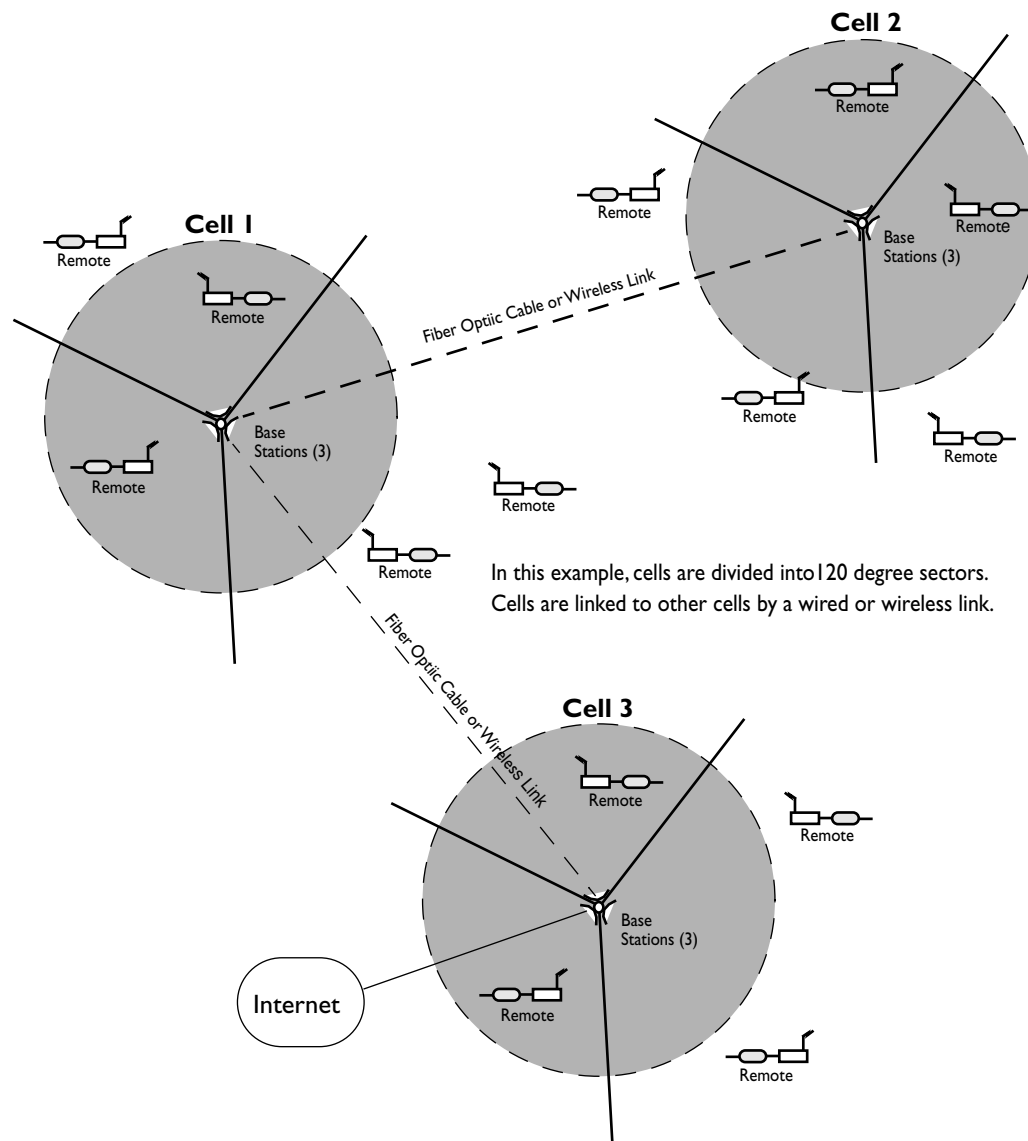 Cell 2
Remote
Remote
Remote
Base
Stations (3)
Cell 1
Remote
Remote
Fiber Optiic Cable or Wireless Link
Remote
Base
Stations (3)
Remote
Remote
Remote
Remote
In this example, cells are divided into120 degree sectors.
Cells are linked to other cells by a wired or wireless link.
Fiber Optiic Cable or Wireless Link
Cell 3
Remote
Remote
Base
Stations (3)
Internet
Remote
Remote